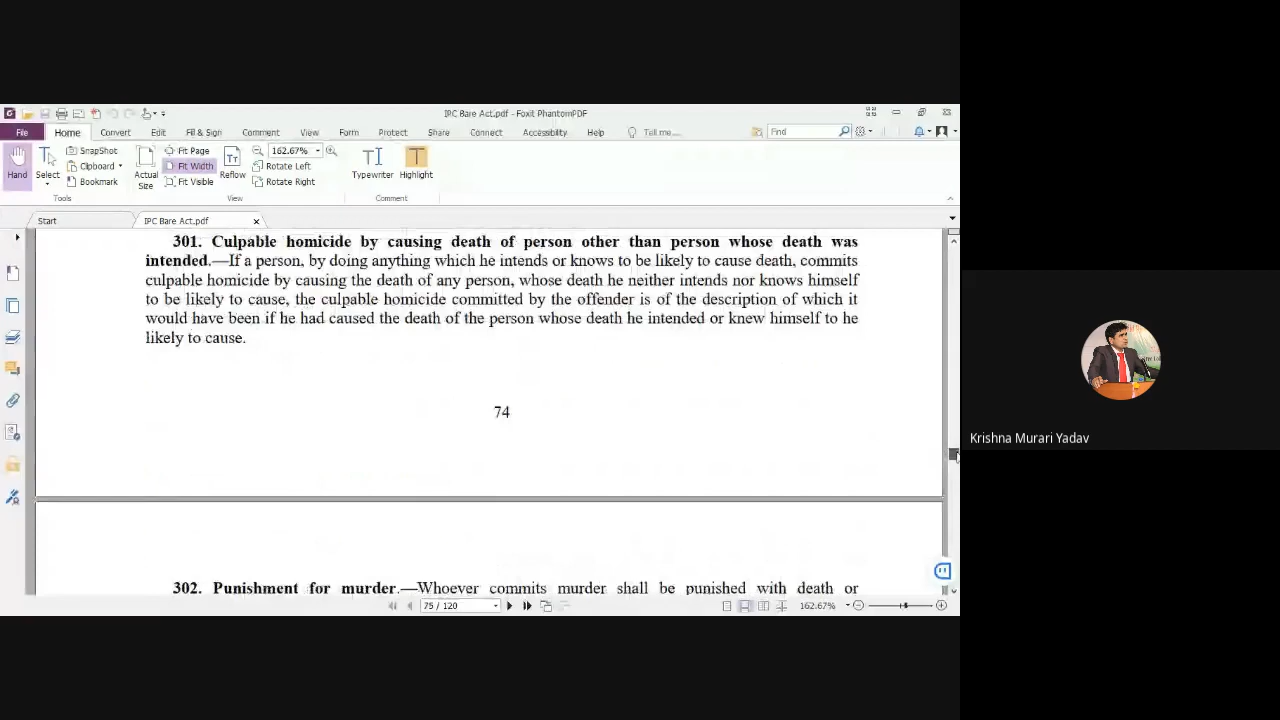 IPC Bare Act.pdf - Foxit PhantomPDF
File Home Convert Edit Fill & Sign Comment View Form Protect Share Connect Accessibility Help Tell me... Find
Hand
Select
SnapShot
Clipboard
Bookmark
Tools
Actual Size
Fit Page
Fit Width
Fit Visible
Reflow
162.67%
Rotate Left
Rotate Right
View
Typewriter
Highlight
Comment
Start
IPC Bare Act.pdf
301. Culpable homicide by causing death of person other than person whose death was
intended.—If a person, by doing anything which he intends or knows to be likely to cause death, commits
culpable homicide by causing the death of any person, whose death he neither intends nor knows himself
to be likely to cause, the culpable homicide committed by the offender is of the description of which it
would have been if he had caused the death of the person whose death he intended or knew himself to he
likely to cause.
74
302. Punishment for murder.—Whoever commits murder shall be punished with death or
75 / 120
162.67%
Krishna Murari Yadav